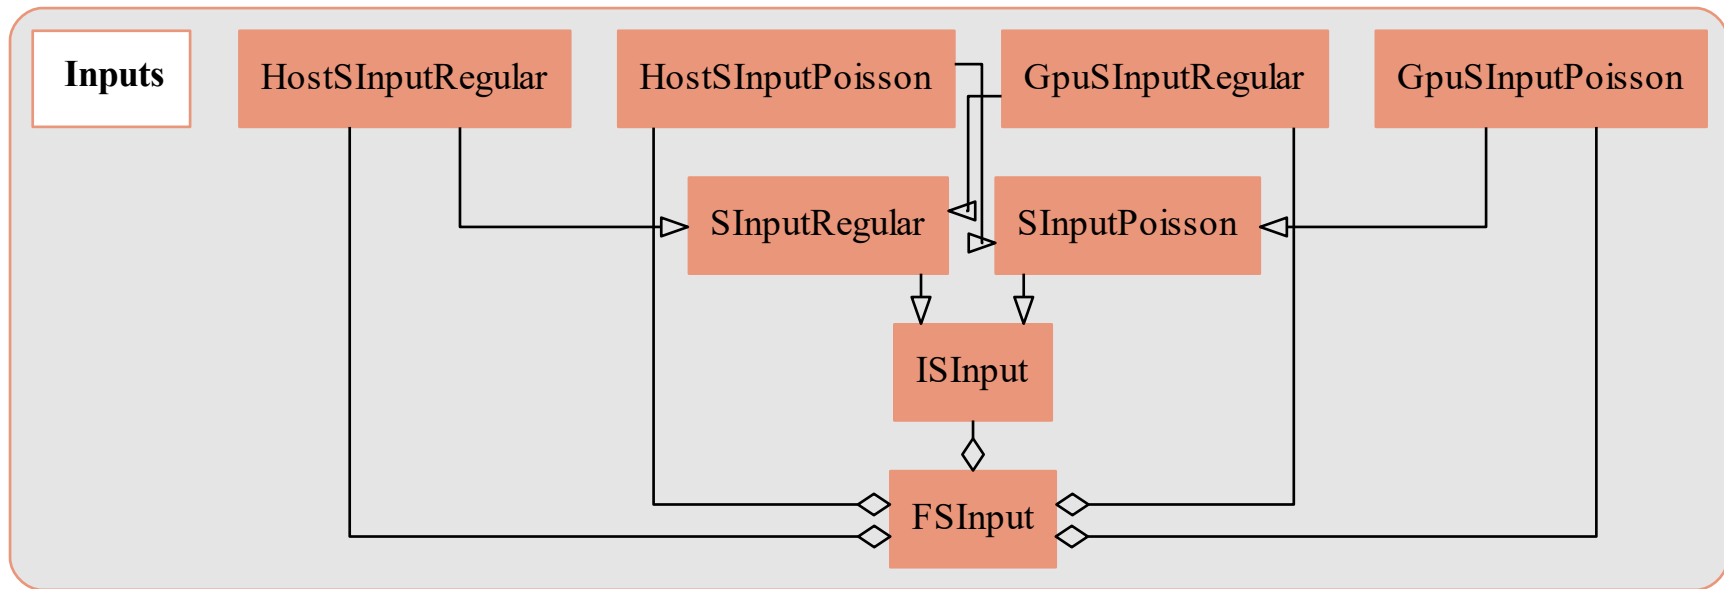 Inputs
HostSInputRegular
HostSInputPoisson
GpuSInputRegular
GpuSInputPoisson
SInputRegular
SInputPoisson
ISInput
FSInput